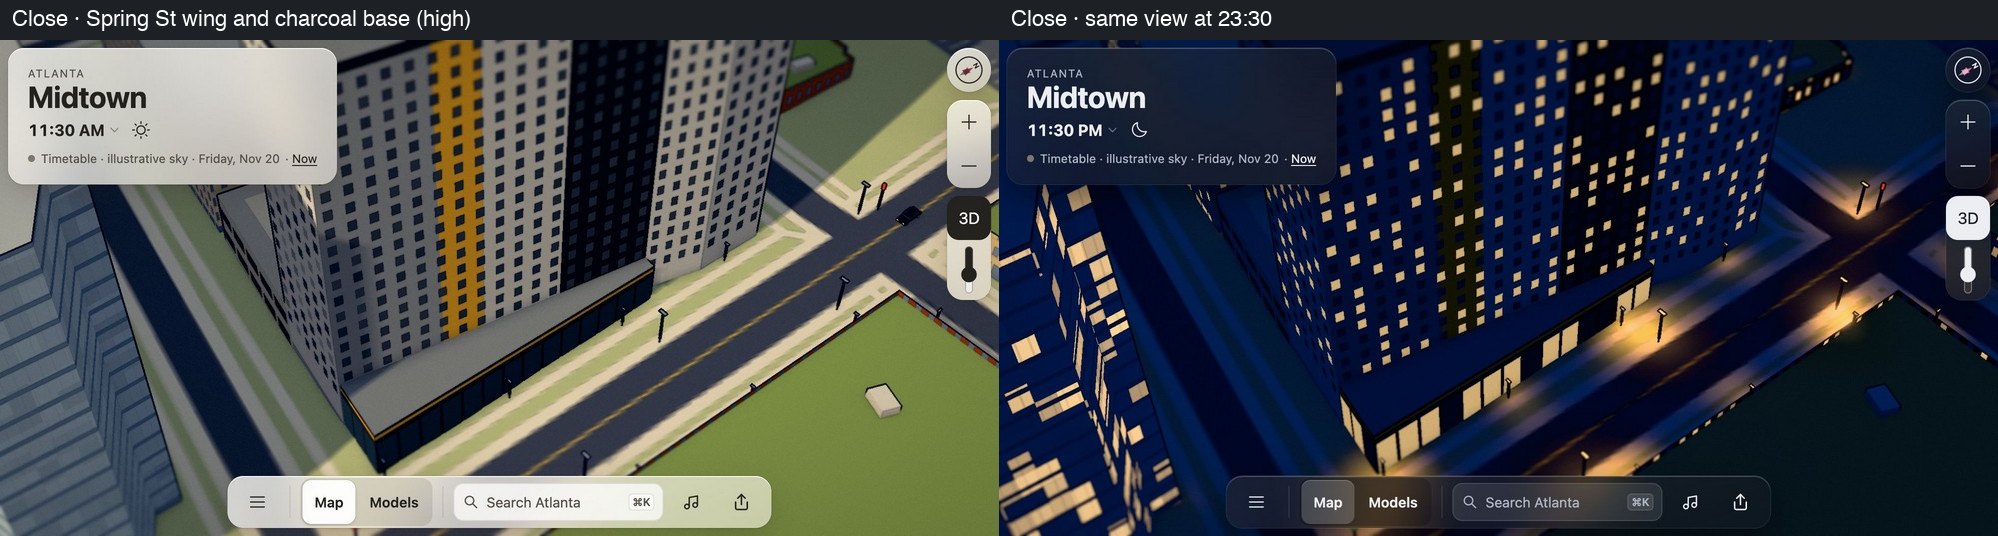 Close · Spring St wing and charcoal base (high)
ATLANTA
Midtown
11:30 AM
Timetable · illustrative sky · Friday, Nov 20 · Now
N
+
−
3D
Map Models Search Atlanta ⌘K
Close · same view at 23:30
ATLANTA
Midtown
11:30 PM
Timetable · illustrative sky · Friday, Nov 20 · Now
N
+
−
3D
Map Models Search Atlanta ⌘K